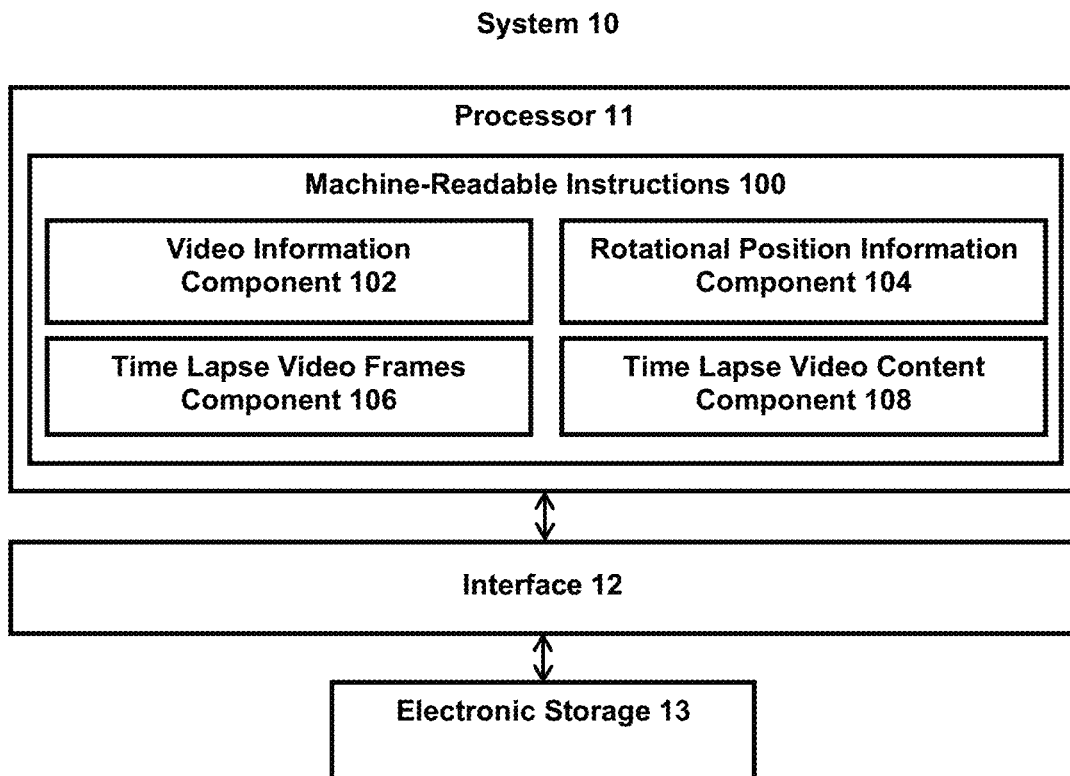 System 10
Processor 11
Machine-Readable Instructions 100
Video Information
Component 102
Rotational Position Information
Component 104
Time Lapse Video Frames
Component 106
Time Lapse Video Content
Component 108
Interface 12
Electronic Storage 13